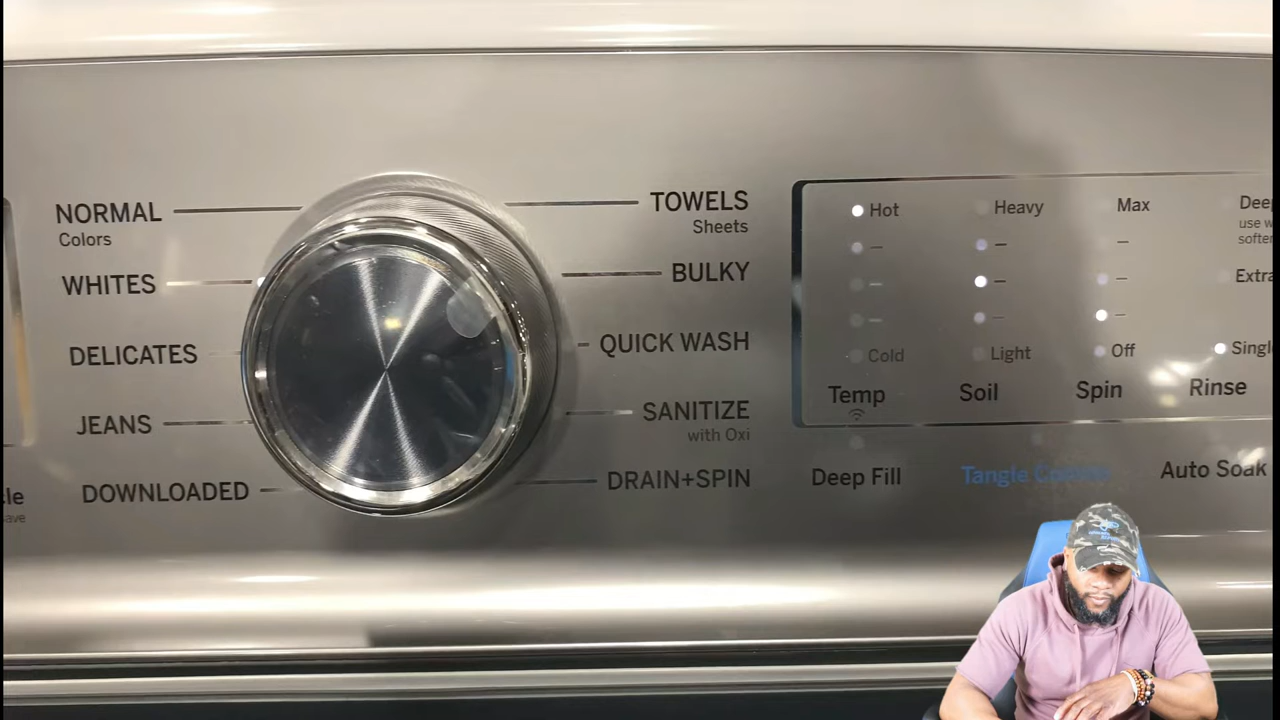 NORMAL
Colors
WHITES
DELICATES
JEANS
DOWNLOADED
TOWELS
Sheets
BULKY
QUICK WASH
SANITIZE
with Oxi
DRAIN+SPIN
Hot
Heavy
Max
Cold
Light
Off
Temp
Soil
Spin
Rinse
Deep Fill
Tangle
Auto Soak